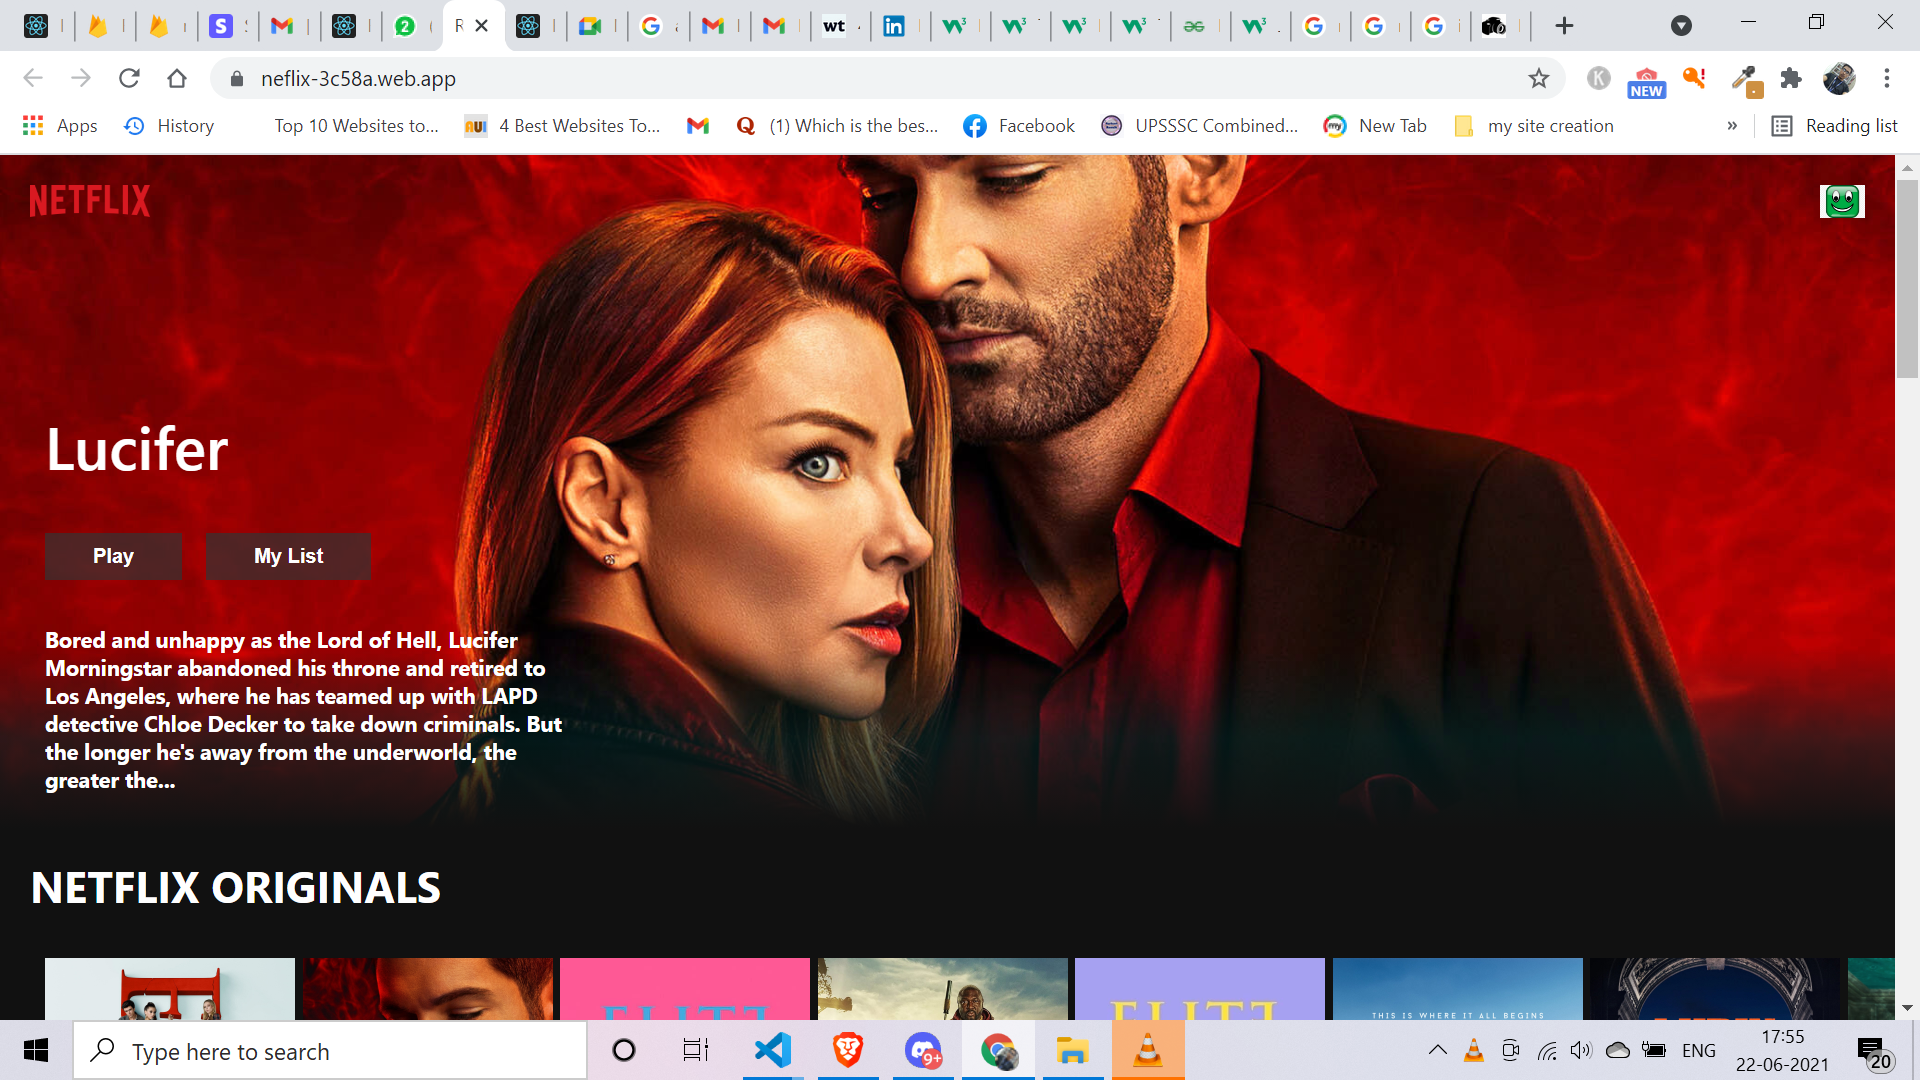 neflix-3c58a.web.app
NEW
Apps
History
Top 10 Websites to...
4 Best Websites To...
(1) Which is the bes...
Facebook
UPSSSC Combined...
New Tab
my site creation
»
Reading list
NETFLIX
Lucifer
Play
My List
Bored and unhappy as the Lord of Hell, Lucifer
Morningstar abandoned his throne and retired to
Los Angeles, where he has teamed up with LAPD
detective Chloe Decker to take down criminals. But
the longer he's away from the underworld, the
greater the...
NETFLIX ORIGINALS
ELITE
ELITE
THIS IS WHERE IT ALL BEGINS
Type here to search
9+
ENG
17:55
22-06-2021
20